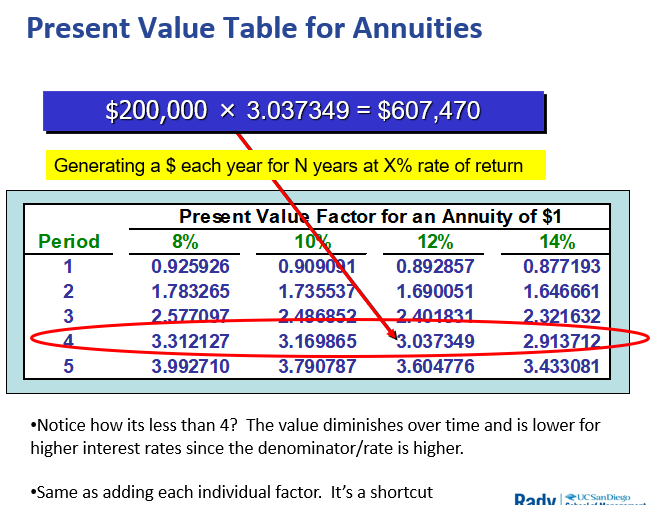 Present Value Table for Annuities
$200,000 × 3.037349 = $607,470
Generating a $ each year for N years at X% rate of return
Present Value Factor for an Annuity of $1
Period 8% 10% 12% 14%
1 0.925926 0.909091 0.892857 0.877193
2 1.783265 1.735537 1.690051 1.646661
3 2.577097 2.486852 2.401831 2.321632
4 3.312127 3.169865 3.037349 2.913712
5 3.992710 3.790787 3.604776 3.433081
•Notice how its less than 4? The value diminishes over time and is lower for
higher interest rates since the denominator/rate is higher.
•Same as adding each individual factor. It's a shortcut
Rady UC San Diego